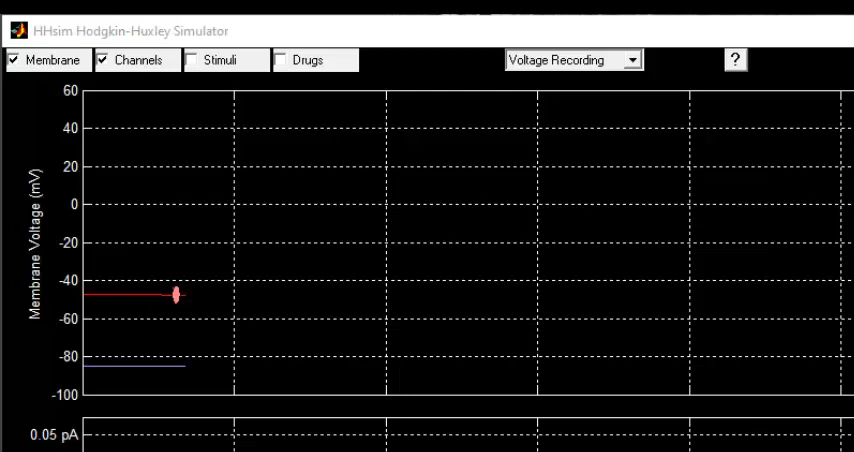 HHsim Hodgkin-Huxley Simulator
Membrane Channels Stimuli Drugs Voltage Recording ?
60
40
20
0
-20
-40
-60
-80
-100
Membrane Voltage (mV)
0.05 pA